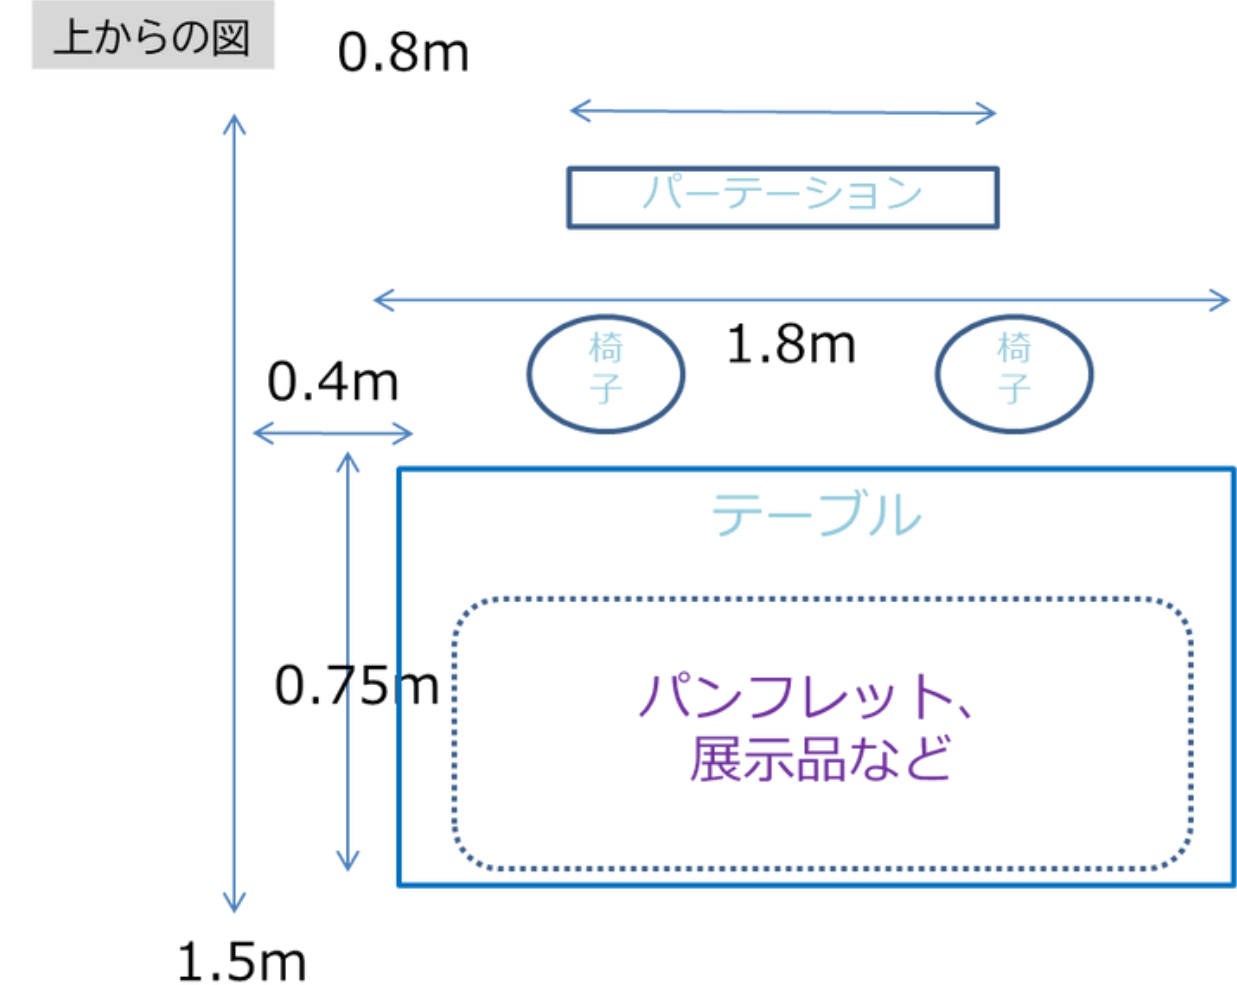 上からの図
0.8m
パーテーション
1.8m
椅
子
椅
子
0.4m
テーブル
0.75m
パンフレット、
展示品など
1.5m